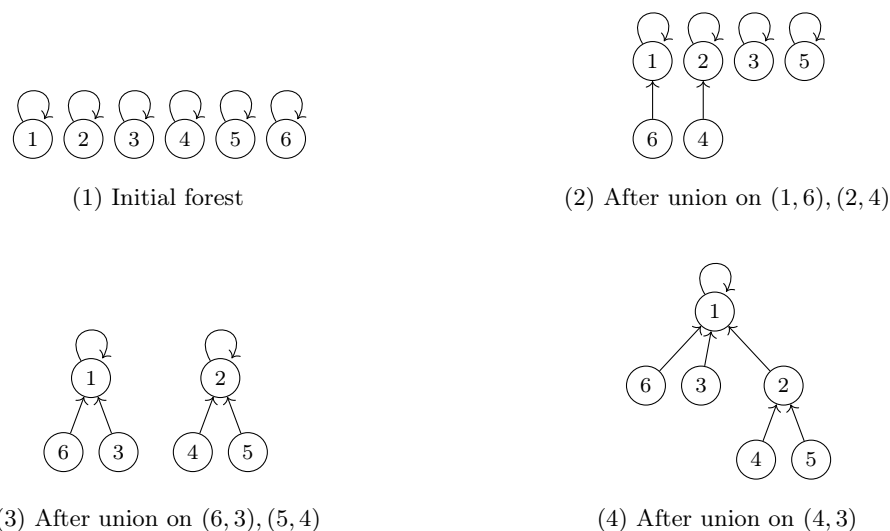 1 2 3 4 5 6
(1) Initial forest
1 2 3 5
6 4
(2) After union on (1, 6), (2, 4)
1 2
6 3 4 5
(3) After union on (6, 3), (5, 4)
1
6 3 2
4 5
(4) After union on (4, 3)